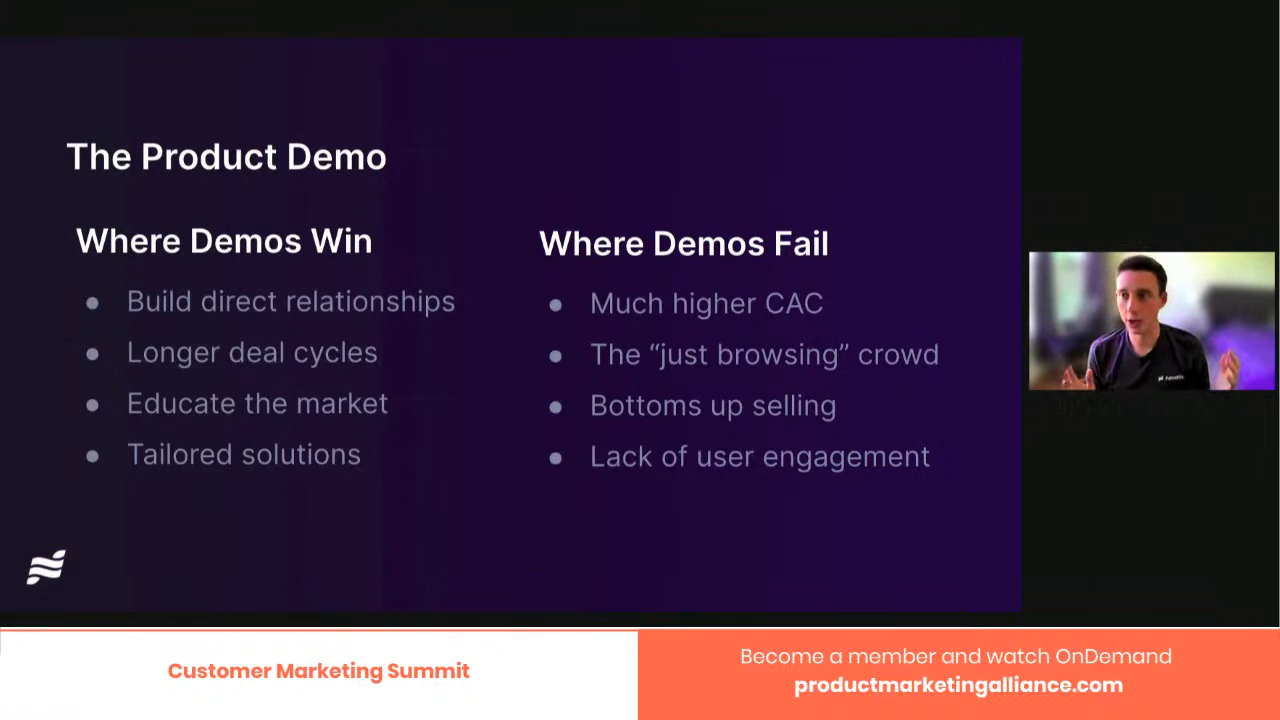 The Product Demo
Where Demos Win
Build direct relationships
Longer deal cycles
Educate the market
Tailored solutions
Where Demos Fail
Much higher CAC
The “just browsing” crowd
Bottoms up selling
Lack of user engagement
Customer Marketing Summit
Become a member and watch OnDemand
productmarketingalliance.com